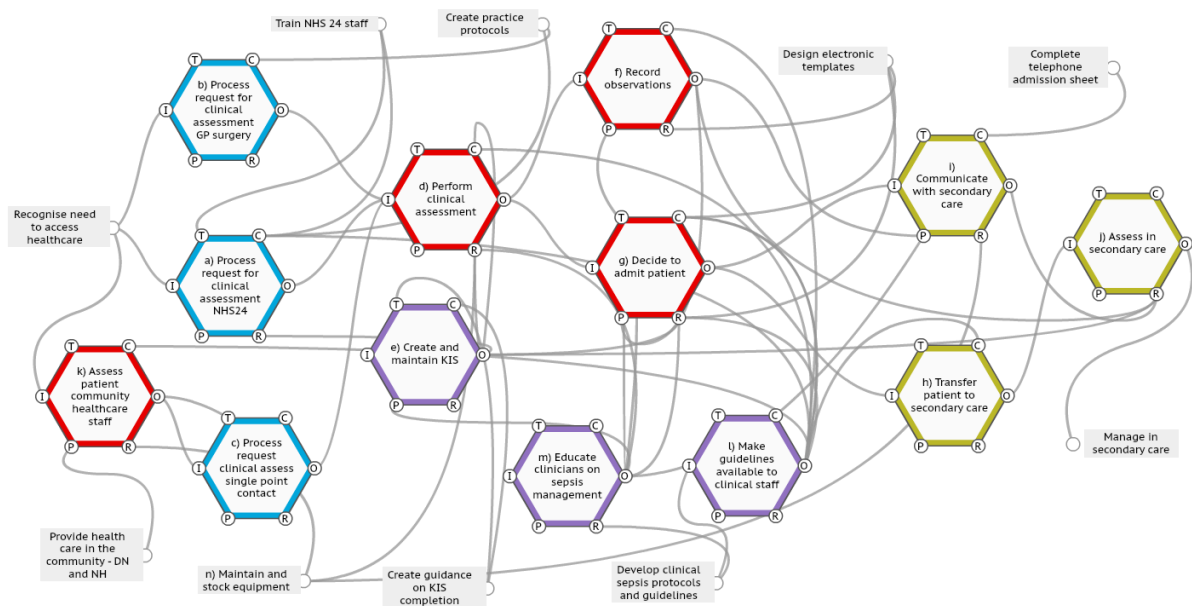 Train NHS 24 staff
Create practice
protocols
Design electronic
templates
Complete
telephone
admission sheet
T
C
b) Process
request for
clinical
assessment
GP surgery
I
O
P
R
T
C
f) Record
observations
I
O
P
R
T
C
d) Perform
clinical
assessment
I
O
P
R
T
C
i)
Communicate
with secondary
care
I
O
P
R
Recognise need
to access
healthcare
T
C
a) Process
request for
clinical
assessment
NHS24
I
O
P
R
T
C
g) Decide to
admit patient
I
O
P
R
T
C
j) Assess in
secondary care
I
O
P
R
T
C
k) Assess
patient
community
healthcare
staff
I
O
P
R
T
C
e) Create and
maintain KIS
I
O
P
R
T
C
h) Transfer
patient to
secondary care
I
O
P
R
T
C
c) Process
request
clinical assess
single point
contact
I
O
P
R
T
C
m) Educate
clinicians on
sepsis
management
I
O
P
R
T
C
l) Make
guidelines
available to
clinical staff
I
O
P
R
Manage in
secondary care
Provide health
care in the
community - DN
and NH
n) Maintain and
stock equipment
Create guidance
on KIS
completion
Develop clinical
sepsis protocols
and guidelines